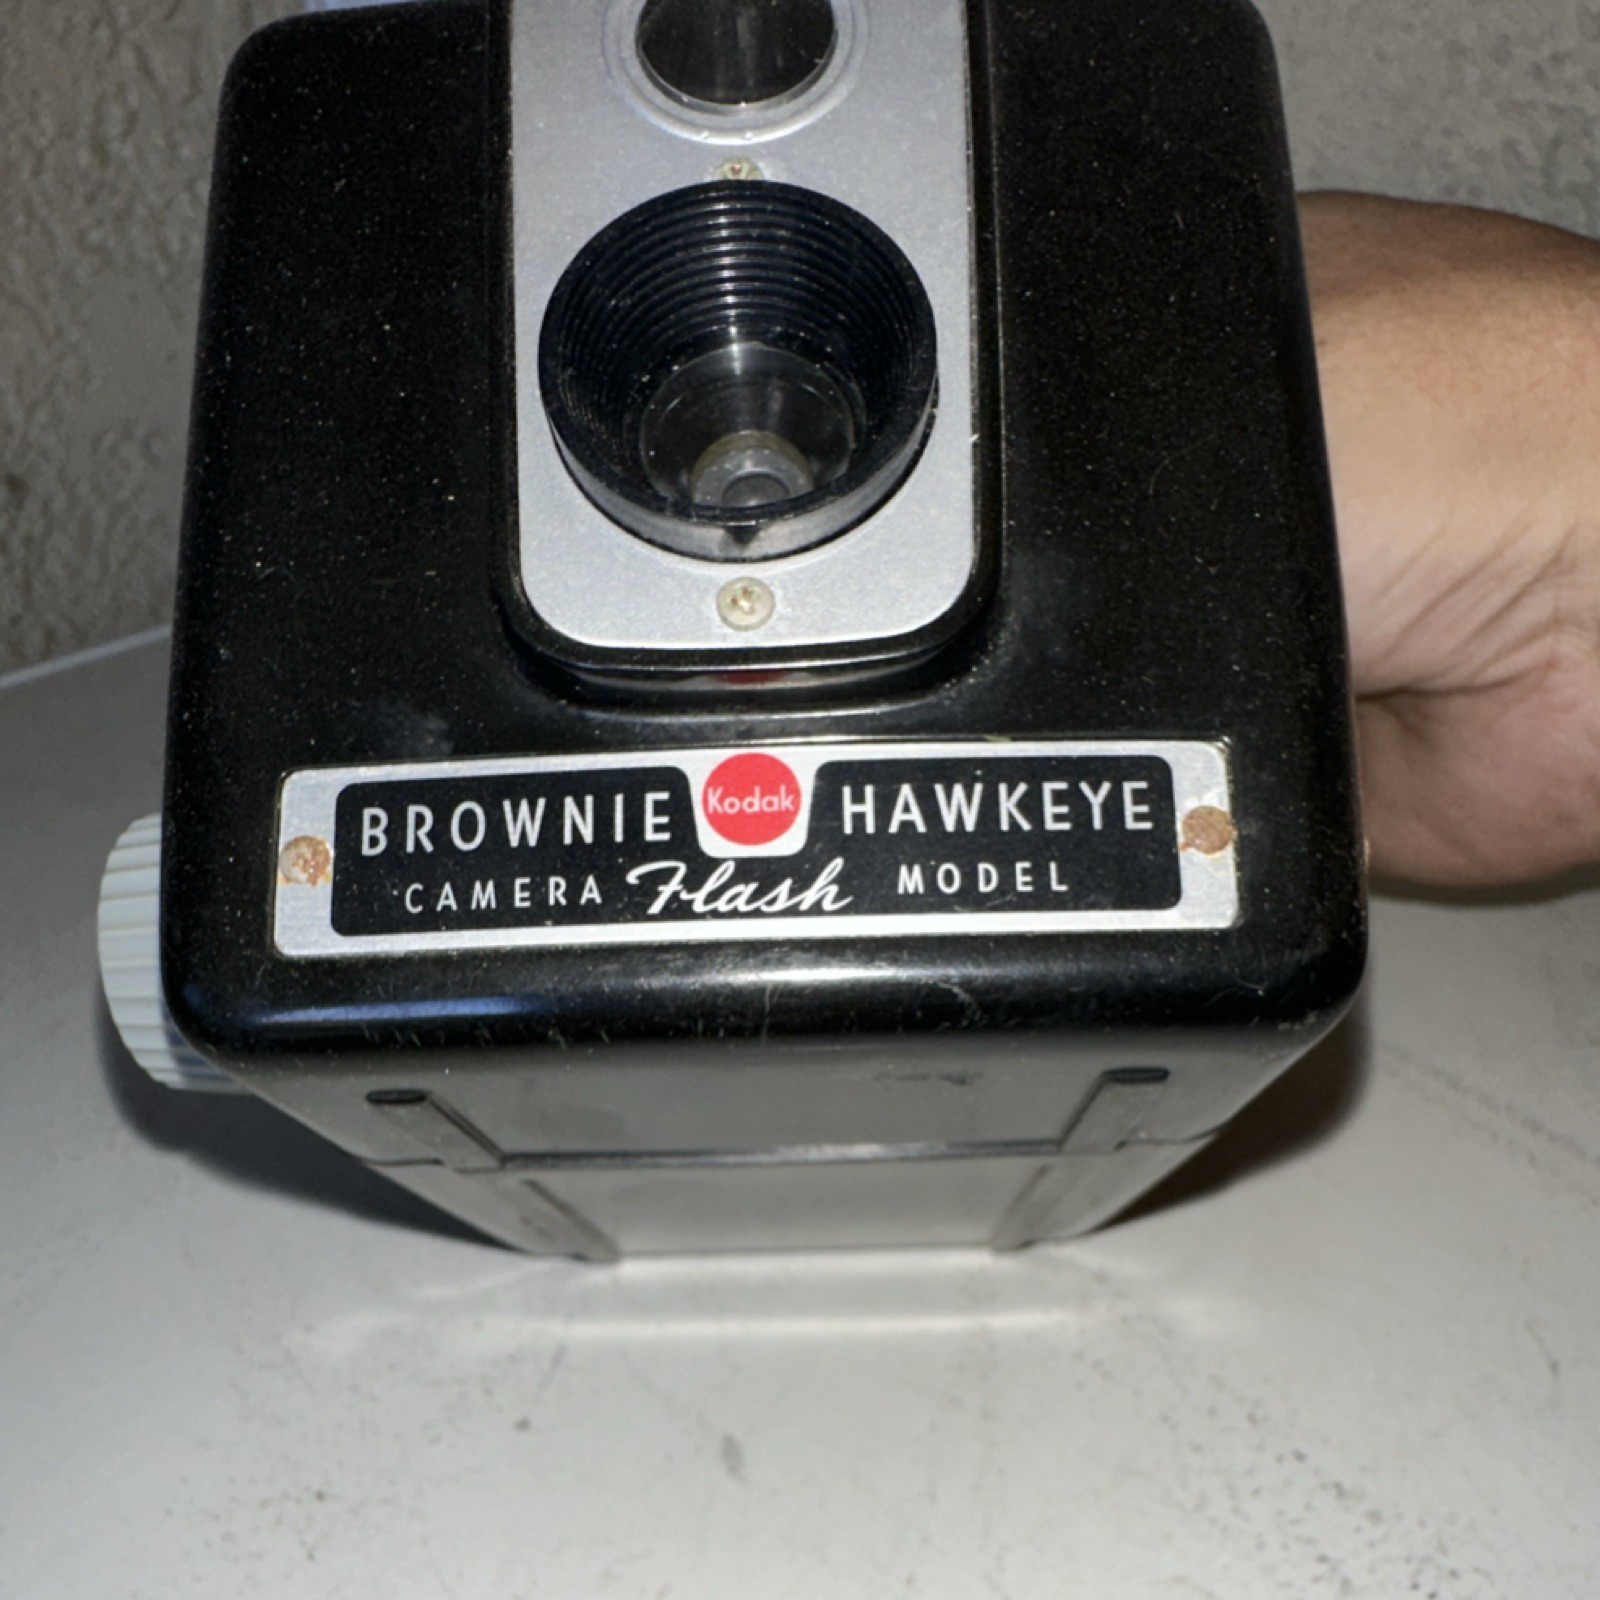 BROWNIE Kodak HAWKEYE
CAMERA Flash MODEL